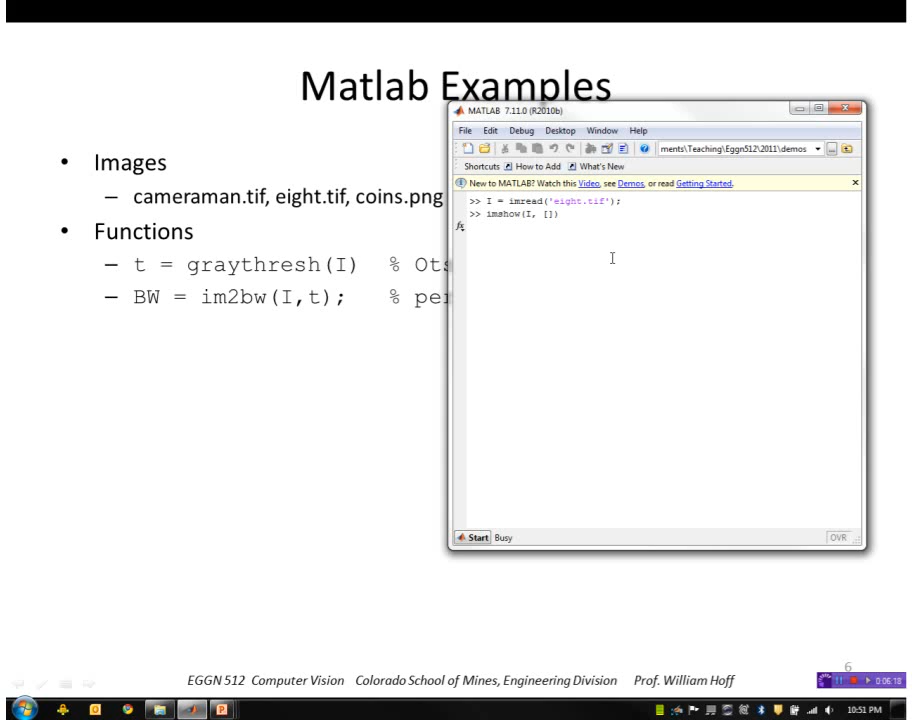 Matlab Examples
• Images
– cameraman.tif, eight.tif, coins.png
• Functions
– t = graythresh(I) % Ots
– BW = im2bw(I,t); % per
MATLAB 7.11.0 (R2010b)
File Edit Debug Desktop Window Help
ments\Teaching\Eggn512\2011\demos
Shortcuts How to Add What's New
New to MATLAB? Watch this Video, see Demos, or read Getting Started.
>> I = imread('eight.tif');
>> imshow(I, [])
fx
Start Busy
OVR
6
EGGN 512 Computer Vision Colorado School of Mines, Engineering Division Prof. William Hoff
0:06:18
10:51 PM